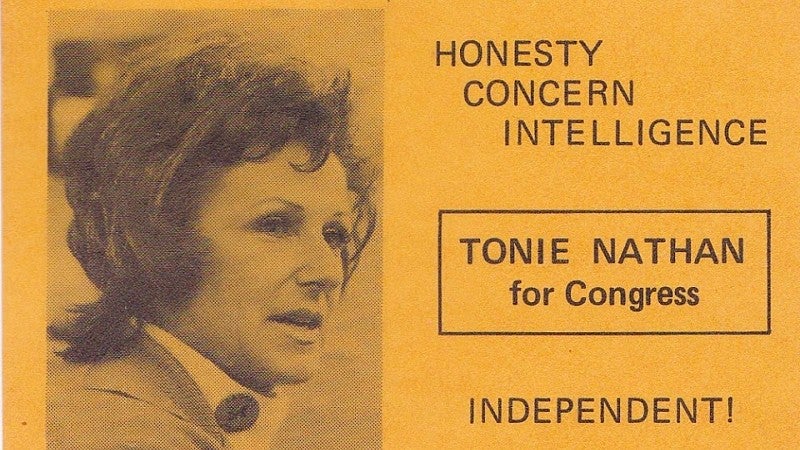 HONESTY
CONCERN
INTELLIGENCE
TONIE NATHAN
for Congress
INDEPENDENT!